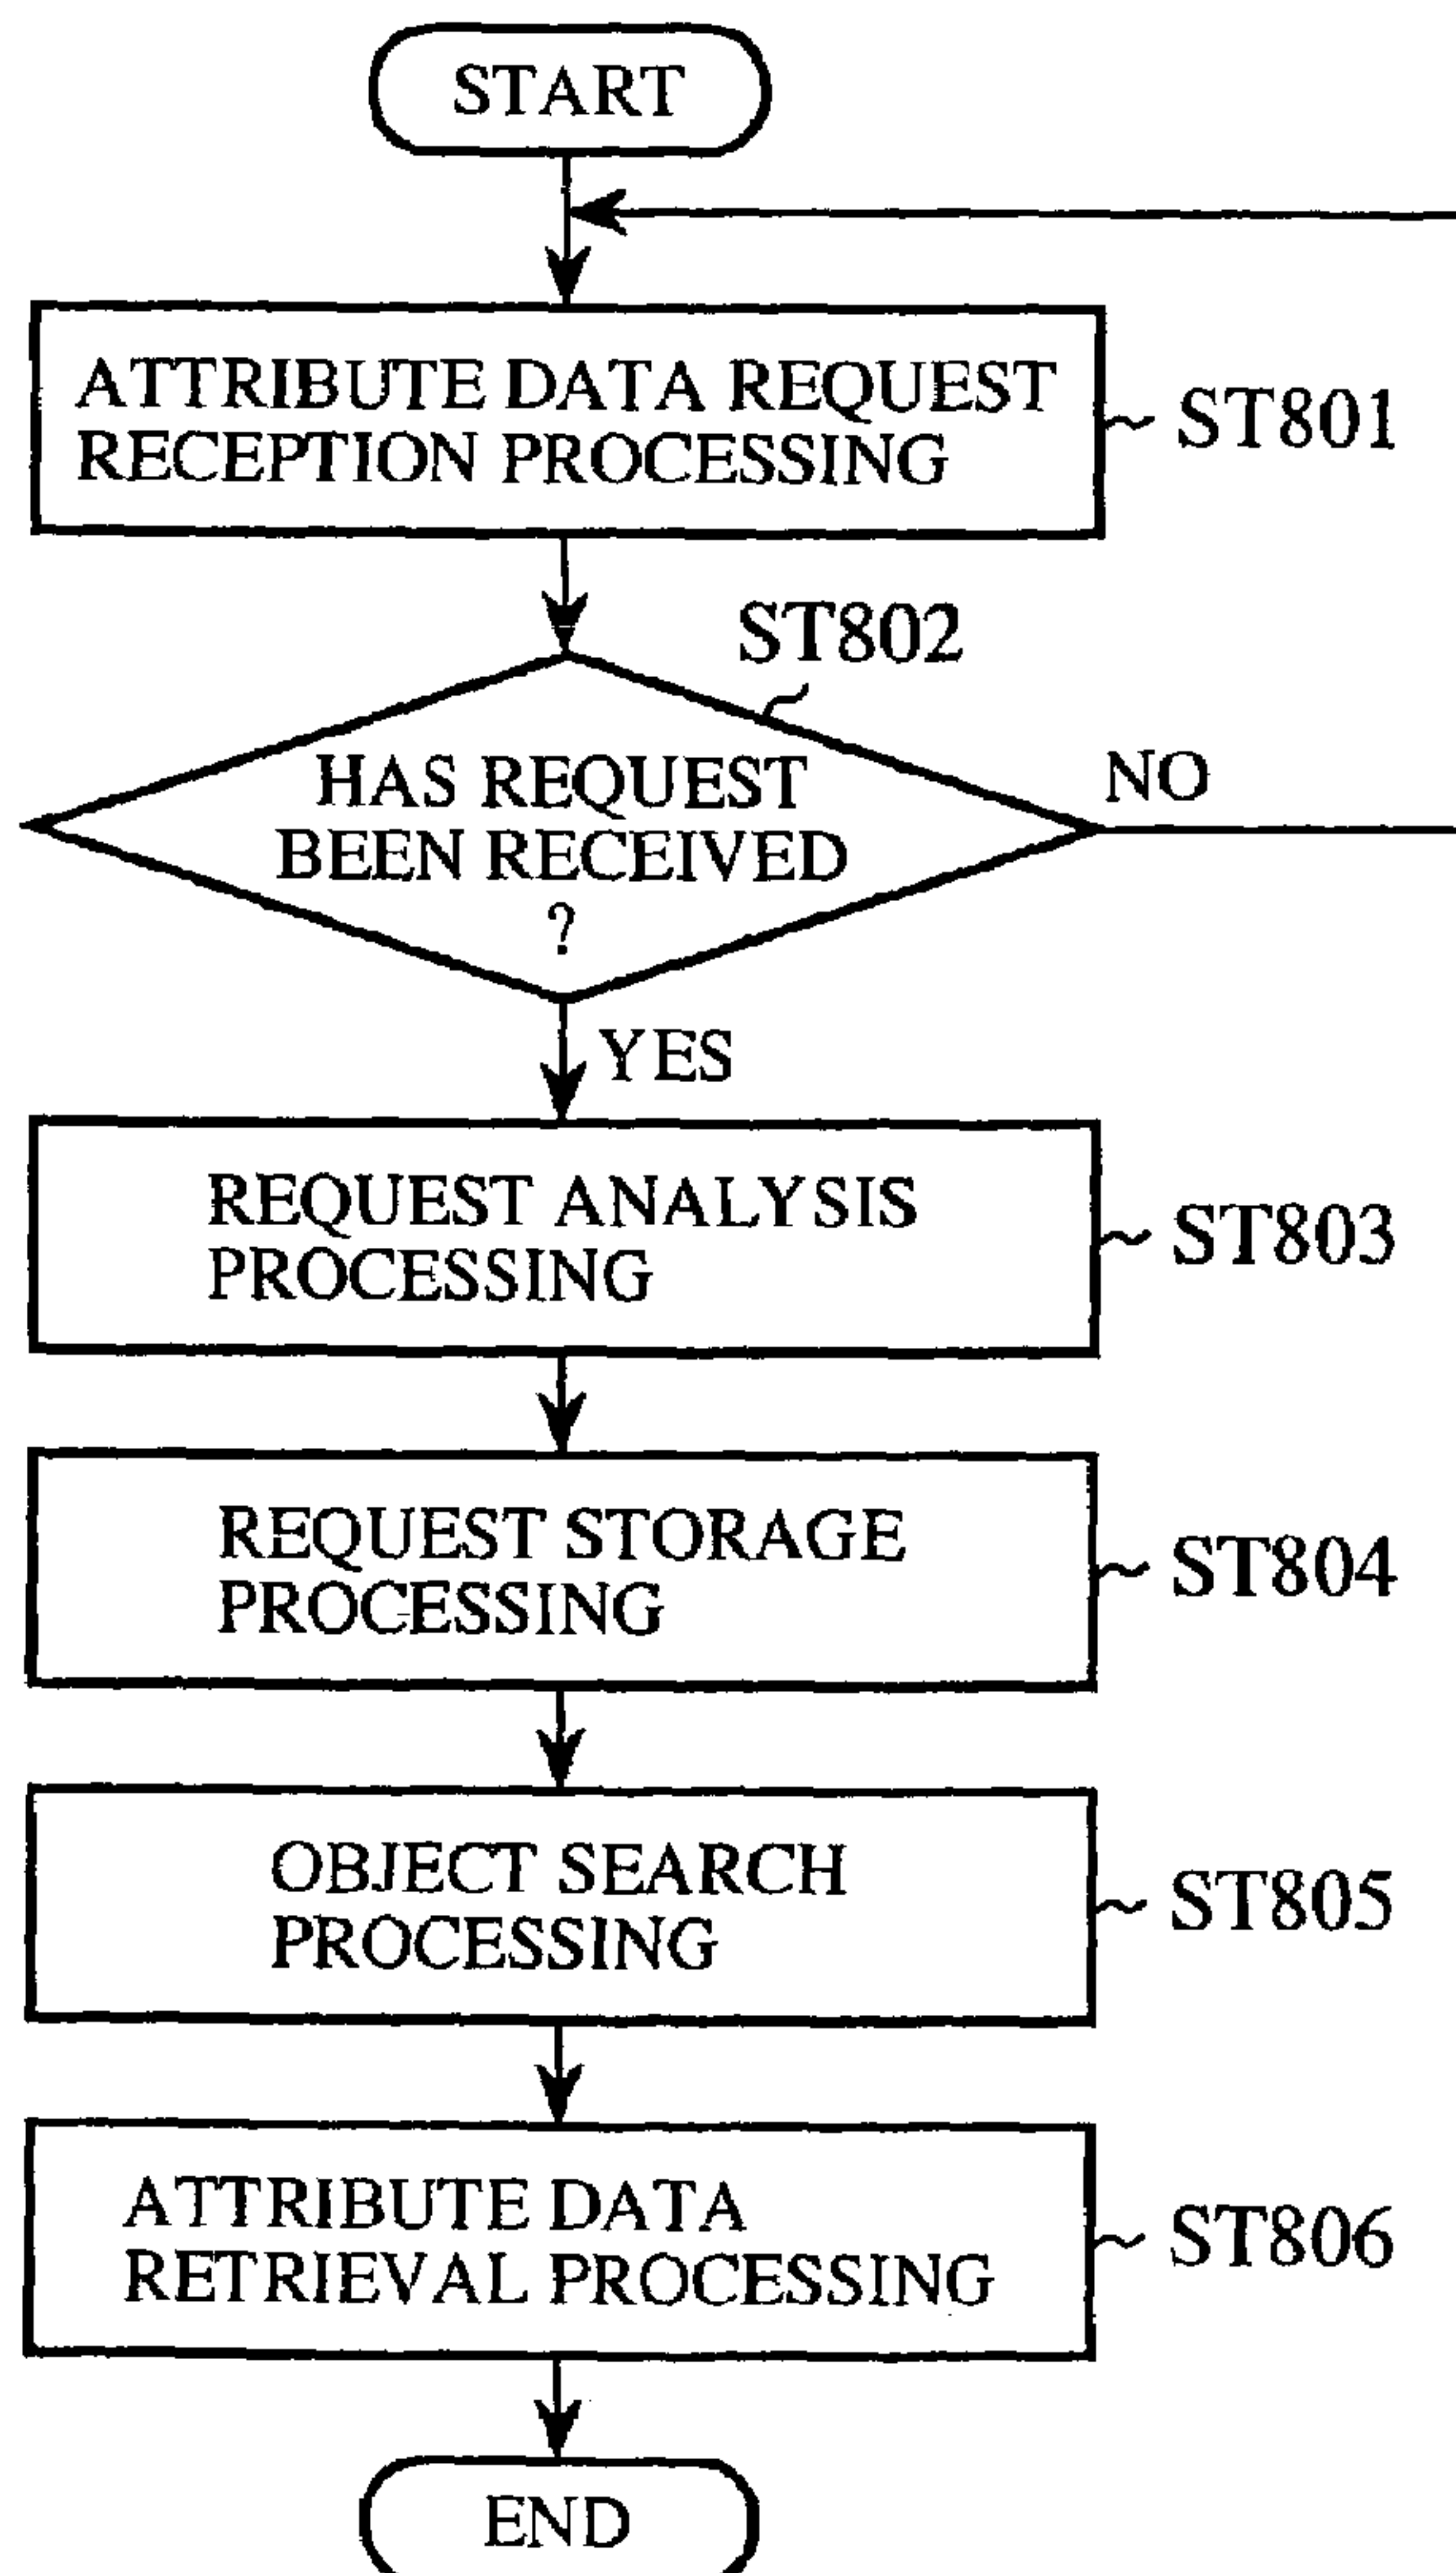 START
ATTRIBUTE DATA REQUEST
RECEPTION PROCESSING
ST801
ST802
HAS REQUEST
BEEN RECEIVED
?
NO
YES
REQUEST ANALYSIS
PROCESSING
ST803
REQUEST STORAGE
PROCESSING
ST804
OBJECT SEARCH
PROCESSING
ST805
ATTRIBUTE DATA
RETRIEVAL PROCESSING
ST806
END